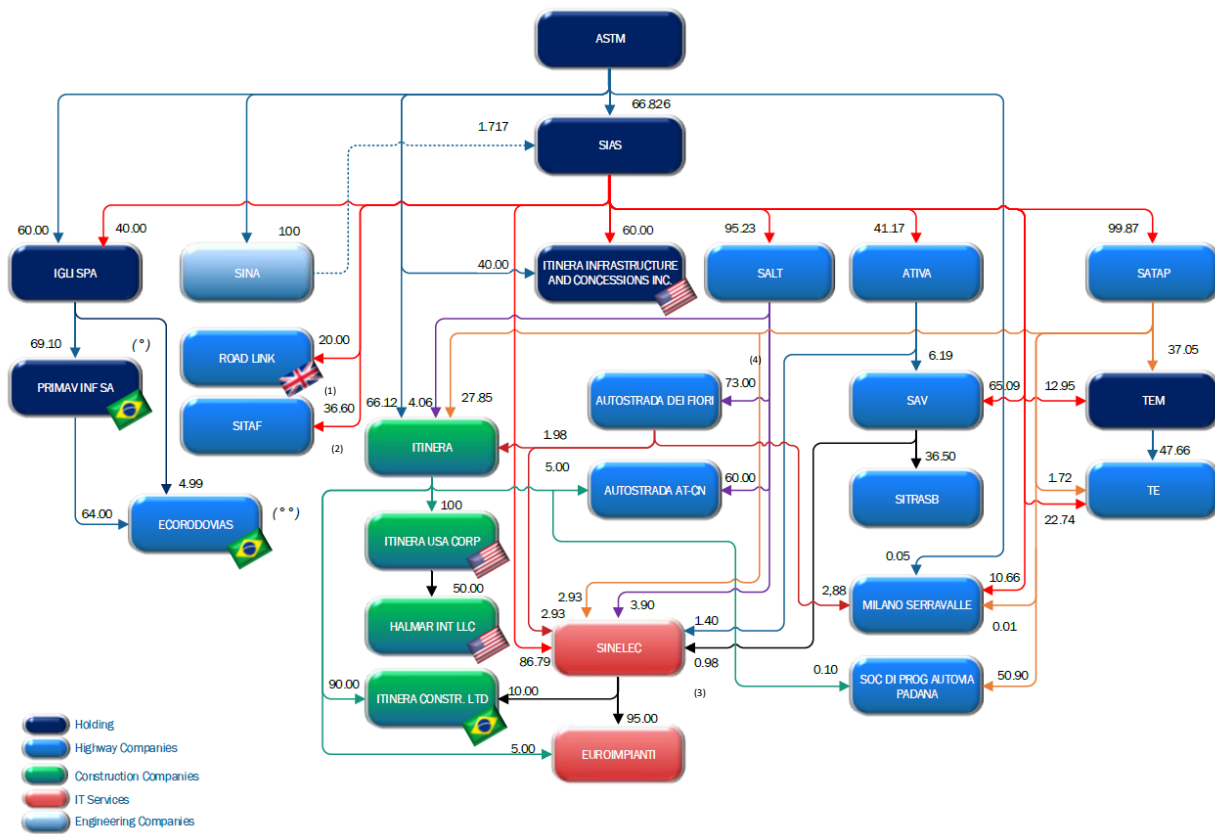 ASTM
66.826
1.717
SIAS
60.00
40.00
100
60.00
95.23
41.17
99.87
IGLI SPA
SINA
40.00
ITINERA INFRASTRUCTURE
AND CONCESSIONS INC.
SALT
ATIVA
SATAP
69.10
(°)
20.00
ROAD LINK
(1)
(4)
6.19
37.05
PRIMAV INF SA
36.60
SITAF
(2)
66.12
4.06
27.85
73.00
AUTOSTRADA DEI FIORI
SAV
65.09
12.95
TEM
ITINERA
1.98
36.50
47.66
5.00
AUTOSTRADA AT-CN
60.00
SITRASB
1.72
TE
22.74
4.99
64.00
ECORODOVIAS
(°°)
100
ITINERA USA CORP
0.05
50.00
2.93
3.90
2,88
10.66
MILANO SERRAVALLE
0.01
HALMAR INT LLC
2.93
SINELEC
1.40
86.79
0.98
(3)
90.00
ITINERA CONSTR. LTD
10.00
0.10
SOC DI PROG AUTOVIA
PADANA
50.90
95.00
5.00
EUROIMPIANTI
Holding
Highway Companies
Construction Companies
IT Services
Engineering Companies